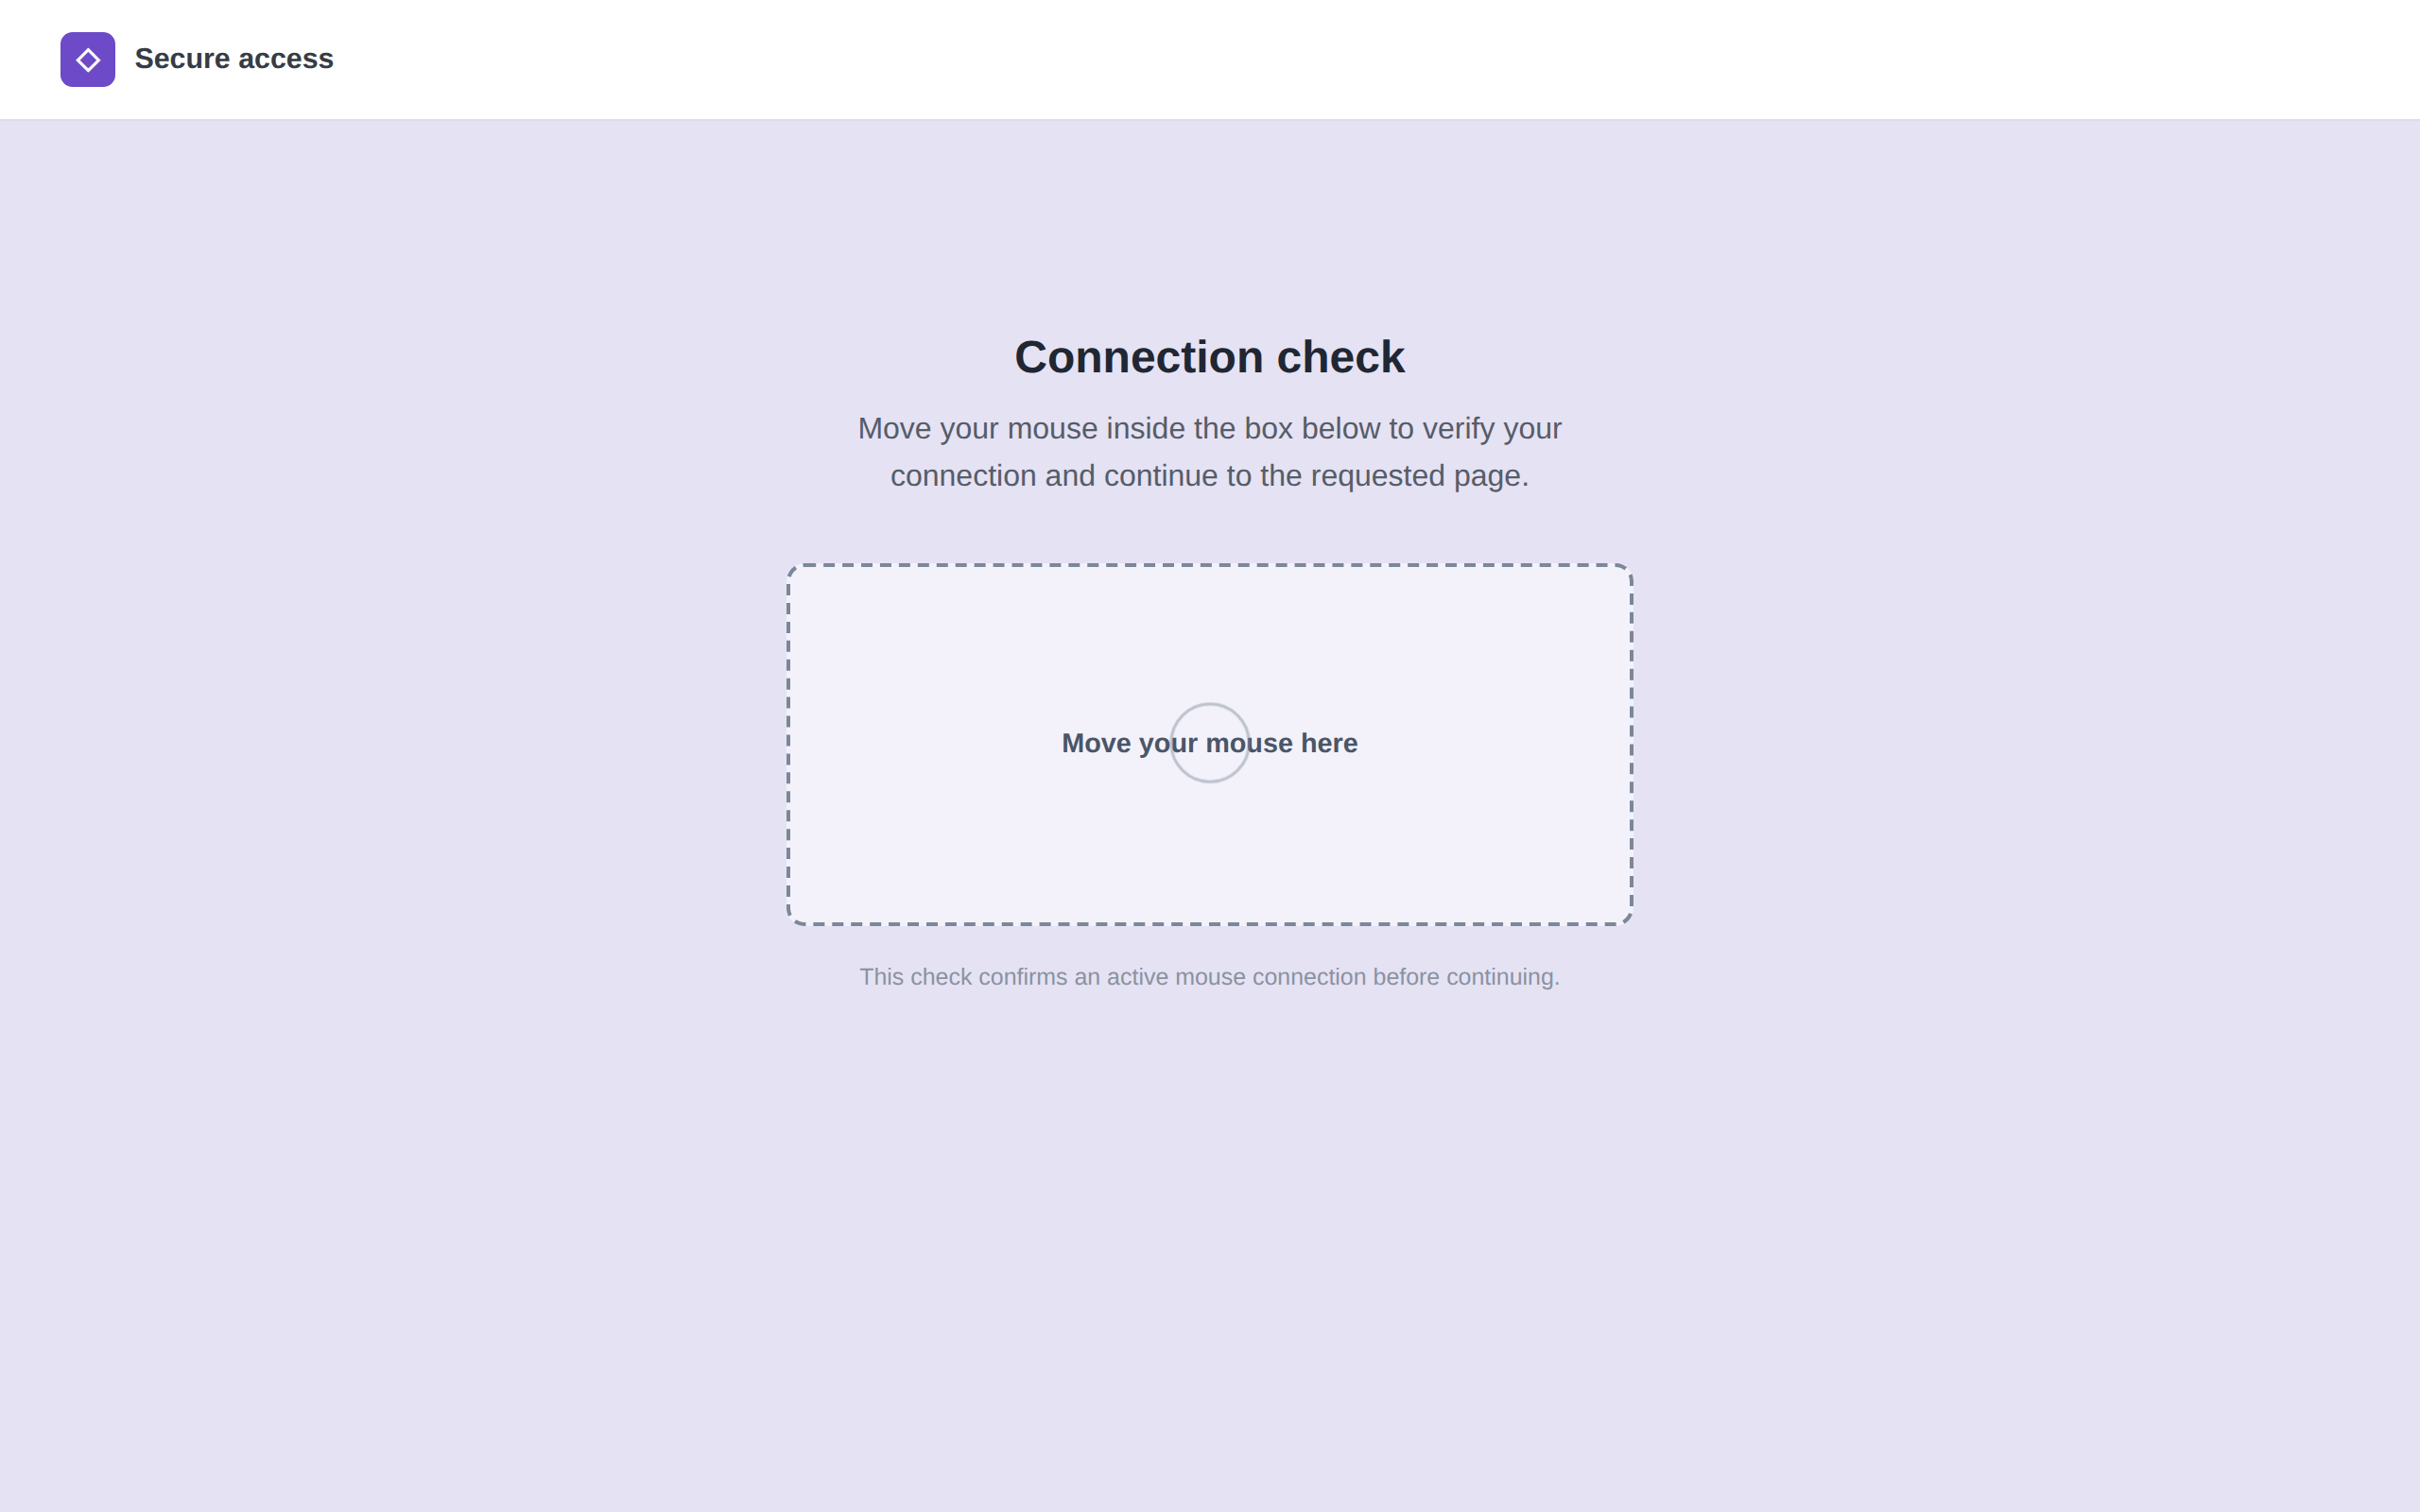 Secure access
Connection check
Move your mouse inside the box below to verify your
connection and continue to the requested page.
Move your mouse here
This check confirms an active mouse connection before continuing.